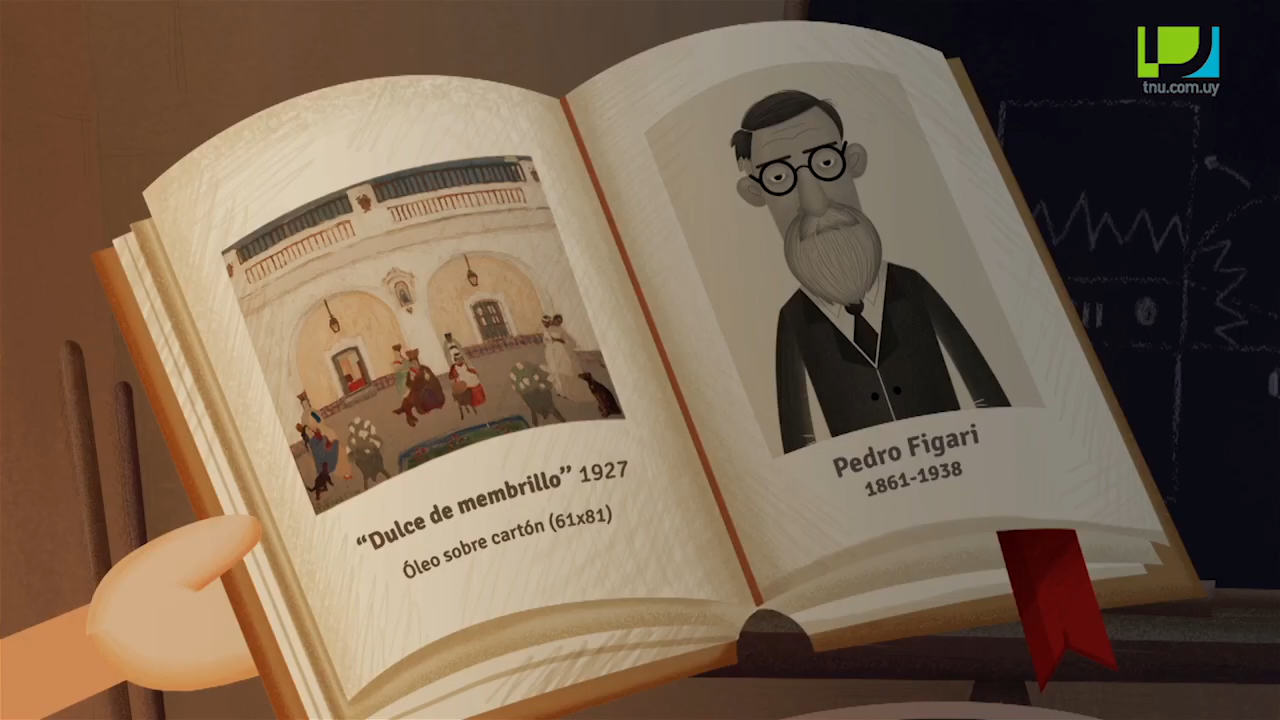 “Dulce de membrillo” 1927
Óleo sobre cartón (61x81)
Pedro Figari
1861-1938
tnu.com.uy